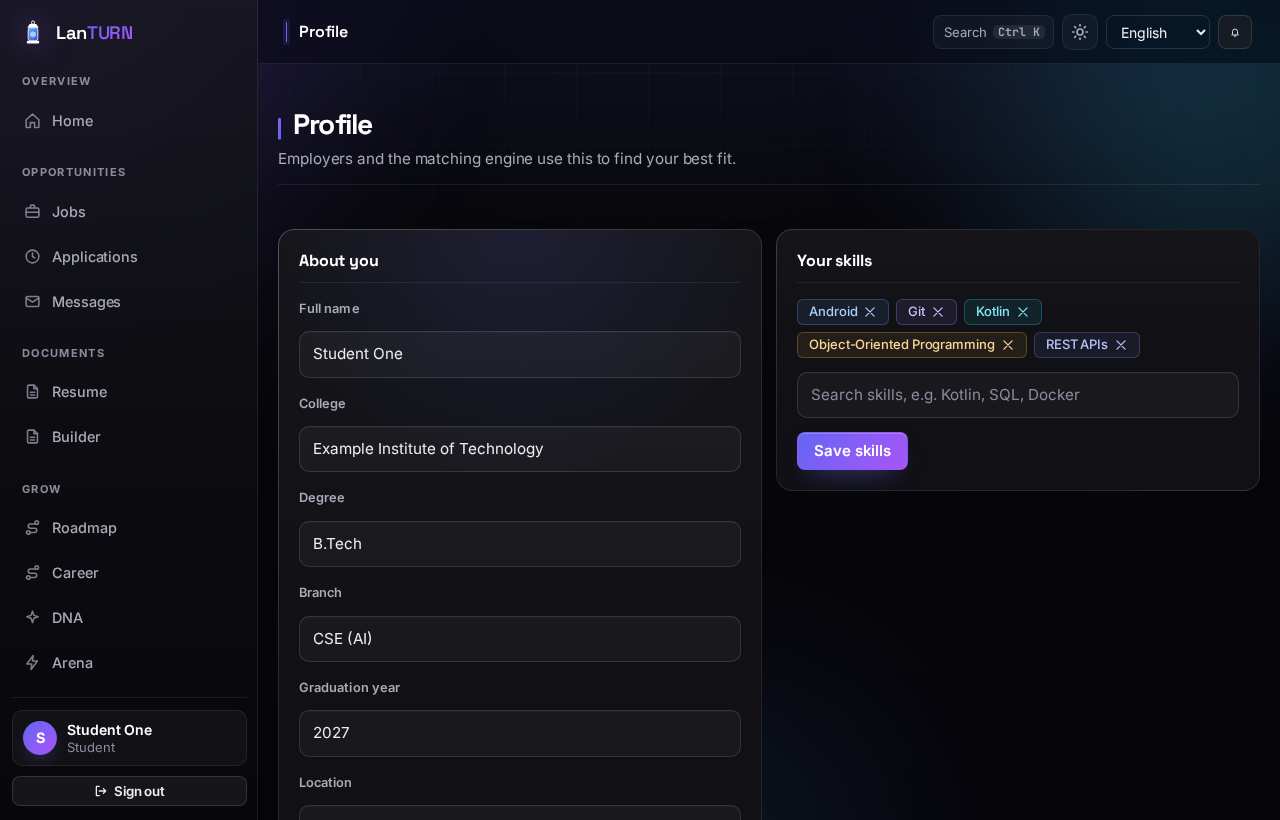 LanTURN
OVERVIEW
Home
OPPORTUNITIES
Jobs
Applications
Messages
DOCUMENTS
Resume
Builder
GROW
Roadmap
Career
DNA
Arena
S
Student One
Student
Sign out
Profile
Search Ctrl K
English
Profile
Employers and the matching engine use this to find your best fit.
About you
Full name
Student One
College
Example Institute of Technology
Degree
B.Tech
Branch
CSE (AI)
Graduation year
2027
Location
Your skills
Android Git Kotlin
Object-Oriented Programming REST APIs
Search skills, e.g. Kotlin, SQL, Docker
Save skills